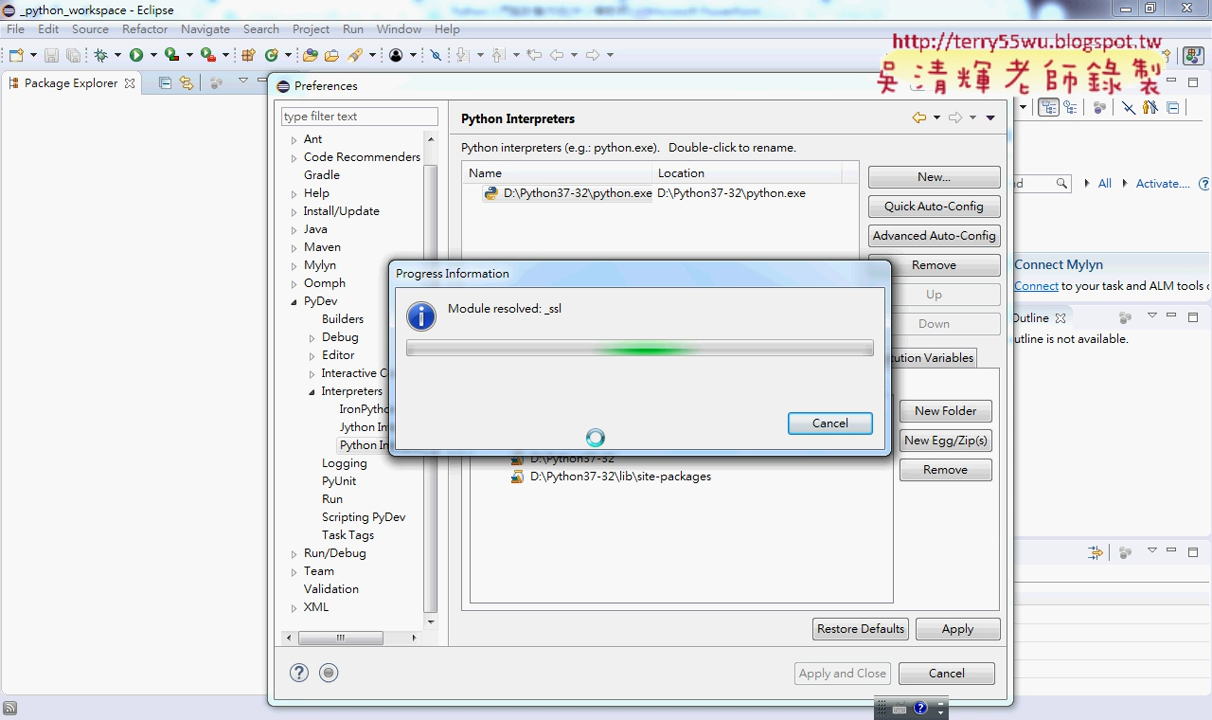 _python_workspace - Eclipse
File Edit Source Refactor Navigate Search Project Run Window Help
http://terry55wu.blogspot.tw
吳清輝老師錄製
Package Explorer
Preferences
type filter text
Ant
Code Recommenders
Gradle
Help
Install/Update
Java
Maven
Mylyn
Oomph
PyDev
Builders
Debug
Editor
Interactive C
Interpreters
IronPytho
Jython In
Python In
Logging
PyUnit
Run
Scripting PyDev
Task Tags
Run/Debug
Team
Validation
XML
Python Interpreters
Python interpreters (e.g.: python.exe).   Double-click to rename.
Name Location
D:\Python37-32\python.exe D:\Python37-32\python.exe
New...
Quick Auto-Config
Advanced Auto-Config
Remove
Up
Down
Progress Information
Module resolved: _ssl
Cancel
ution Variables
New Folder
New Egg/Zip(s)
Remove
D:\Python37-32
D:\Python37-32\lib\site-packages
Restore Defaults Apply
Apply and Close Cancel
nd All Activate....
Connect Mylyn
Connect to your task and ALM tools
Outline
utline is not available.